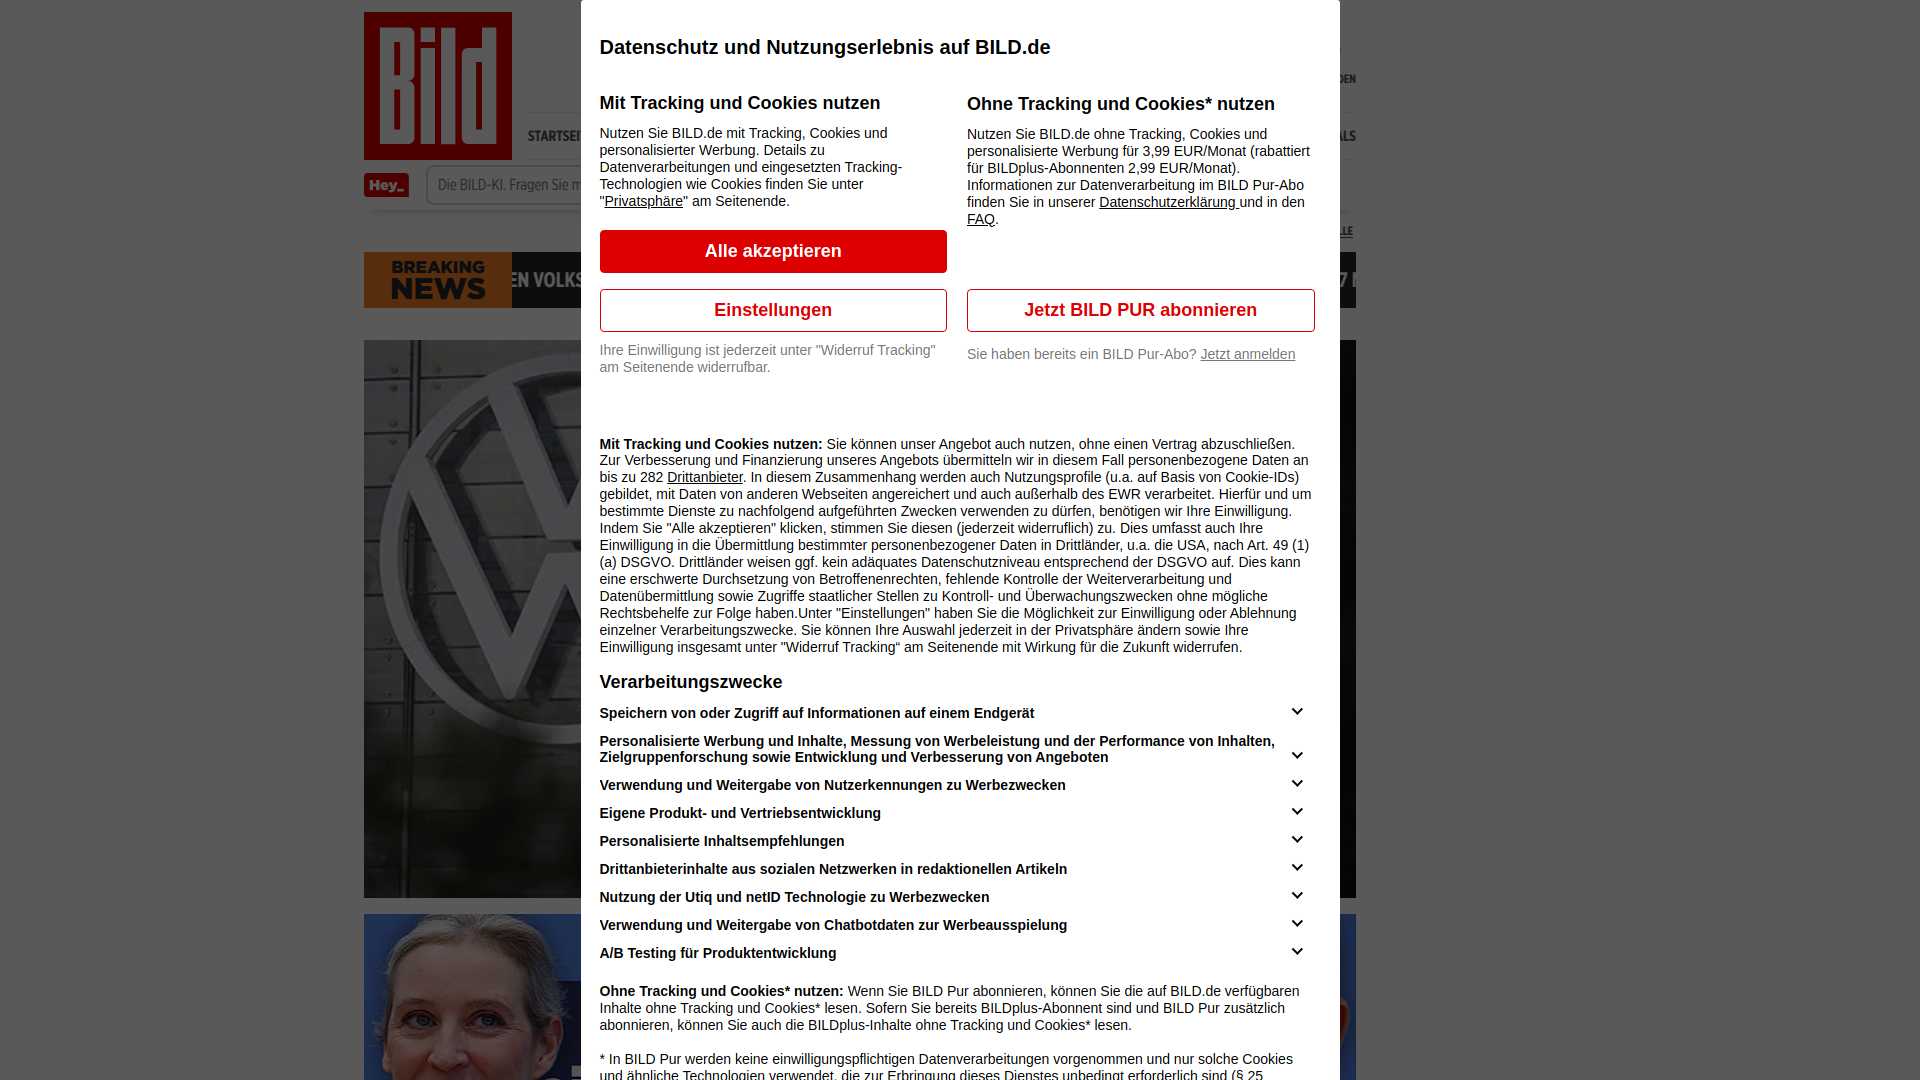 Bild
DEN
STARTSEI
ALS
Hey_
Die BILD-KI. Fragen Sie m
LLE
BREAKING
NEWS
EN VOLKS
Datenschutz und Nutzungserlebnis auf BILD.de
Mit Tracking und Cookies nutzen
Nutzen Sie BILD.de mit Tracking, Cookies und
personalisierter Werbung. Details zu
Datenverarbeitungen und eingesetzten Tracking-
Technologien wie Cookies finden Sie unter
"Privatsphäre" am Seitenende.
Alle akzeptieren
Einstellungen
Ihre Einwilligung ist jederzeit unter "Widerruf Tracking"
am Seitenende widerrufbar.
Ohne Tracking und Cookies* nutzen
Nutzen Sie BILD.de ohne Tracking, Cookies und
personalisierte Werbung für 3,99 EUR/Monat (rabattiert
für BILDplus-Abonnenten 2,99 EUR/Monat).
Informationen zur Datenverarbeitung im BILD Pur-Abo
finden Sie in unserer Datenschutzerklärung und in den
FAQ.
Jetzt BILD PUR abonnieren
Sie haben bereits ein BILD Pur-Abo? Jetzt anmelden
Mit Tracking und Cookies nutzen: Sie können unser Angebot auch nutzen, ohne einen Vertrag abzuschließen.
Zur Verbesserung und Finanzierung unseres Angebots übermitteln wir in diesem Fall personenbezogene Daten an
bis zu 282 Drittanbieter. In diesem Zusammenhang werden auch Nutzungsprofile (u.a. auf Basis von Cookie-IDs)
gebildet, mit Daten von anderen Webseiten angereichert und auch außerhalb des EWR verarbeitet. Hierfür und um
bestimmte Dienste zu nachfolgend aufgeführten Zwecken verwenden zu dürfen, benötigen wir Ihre Einwilligung.
Indem Sie "Alle akzeptieren" klicken, stimmen Sie diesen (jederzeit widerruflich) zu. Dies umfasst auch Ihre
Einwilligung in die Übermittlung bestimmter personenbezogener Daten in Drittländer, u.a. die USA, nach Art. 49 (1)
(a) DSGVO. Drittländer weisen ggf. kein adäquates Datenschutzniveau entsprechend der DSGVO auf. Dies kann
eine erschwerte Durchsetzung von Betroffenenrechten, fehlende Kontrolle der Weiterverarbeitung und
Datenübermittlung sowie Zugriffe staatlicher Stellen zu Kontroll- und Überwachungszwecken ohne mögliche
Rechtsbehelfe zur Folge haben.Unter "Einstellungen" haben Sie die Möglichkeit zur Einwilligung oder Ablehnung
einzelner Verarbeitungszwecke. Sie können Ihre Auswahl jederzeit in der Privatsphäre ändern sowie Ihre
Einwilligung insgesamt unter "Widerruf Tracking“ am Seitenende mit Wirkung für die Zukunft widerrufen.
Verarbeitungszwecke
Speichern von oder Zugriff auf Informationen auf einem Endgerät
Personalisierte Werbung und Inhalte, Messung von Werbeleistung und der Performance von Inhalten,
Zielgruppenforschung sowie Entwicklung und Verbesserung von Angeboten
Verwendung und Weitergabe von Nutzerkennungen zu Werbezwecken
Eigene Produkt- und Vertriebsentwicklung
Personalisierte Inhaltsempfehlungen
Drittanbieterinhalte aus sozialen Netzwerken in redaktionellen Artikeln
Nutzung der Utiq und netID Technologie zu Werbezwecken
Verwendung und Weitergabe von Chatbotdaten zur Werbeausspielung
A/B Testing für Produktentwicklung
Ohne Tracking und Cookies* nutzen: Wenn Sie BILD Pur abonnieren, können Sie die auf BILD.de verfügbaren
Inhalte ohne Tracking und Cookies* lesen. Sofern Sie bereits BILDplus-Abonnent sind und BILD Pur zusätzlich
abonnieren, können Sie auch die BILDplus-Inhalte ohne Tracking und Cookies* lesen.
* In BILD Pur werden keine einwilligungspflichtigen Datenverarbeitungen vorgenommen und nur solche Cookies
und ähnliche Technologien verwendet, die zur Erbringung dieses Dienstes unbedingt erforderlich sind (§ 25